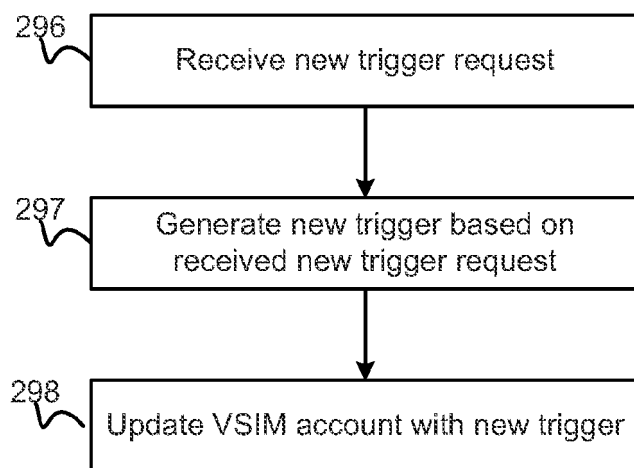 296
Receive new trigger request
297
Generate new trigger based on
received new trigger request
298
Update VSIM account with new trigger